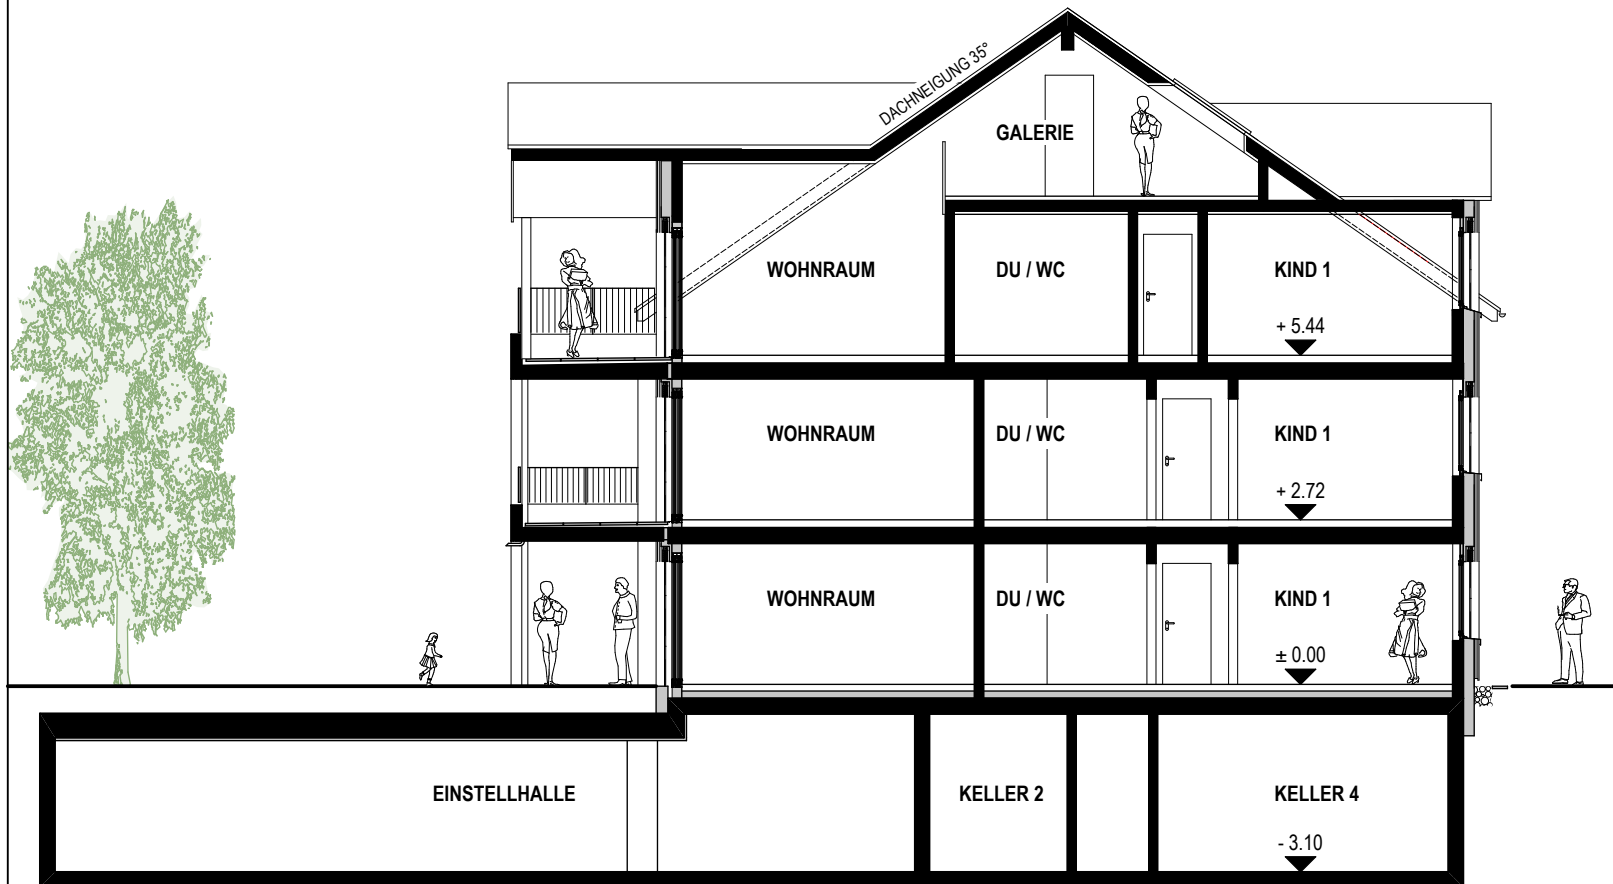 DACHNEIGUNG 35°
GALERIE
WOHNRAUM DU / WC KIND 1
+ 5.44
WOHNRAUM DU / WC KIND 1
+ 2.72
WOHNRAUM DU / WC KIND 1
± 0.00
EINSTELLHALLE KELLER 2 KELLER 4
- 3.10